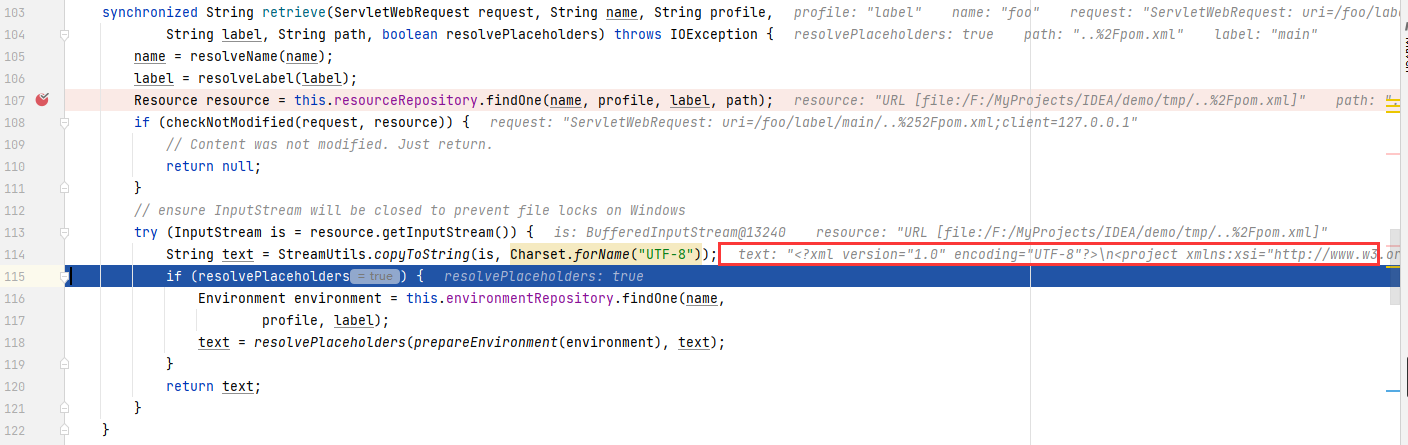 103 synchronized String retrieve(ServletWebRequest request, String name, String profile, profile: "label" name: "foo" request: "ServletWebRequest: uri=/foo/lab
104 String label, String path, boolean resolvePlaceholders) throws IOException { resolvePlaceholders: true path: "..%2Fpom.xml" label: "main"
105 name = resolveName(name);
106 label = resolveLabel(label);
107 Resource resource = this.resourceRepository.findOne(name, profile, label, path); resource: "URL [file:/F:/MyProjects/IDEA/demo/tmp/..%2Fpom.xml]" path: ".
108 if (checkNotModified(request, resource)) { request: "ServletWebRequest: uri=/foo/label/main/..%252Fpom.xml;client=127.0.0.1"
109 // Content was not modified. Just return.
110 return null;
111 }
112 // ensure InputStream will be closed to prevent file locks on Windows
113 try (InputStream is = resource.getInputStream()) { is: BufferedInputStream@13240 resource: "URL [file:/F:/MyProjects/IDEA/demo/tmp/..%2Fpom.xml]"
114 String text = StreamUtils.copyToString(is, Charset.forName("UTF-8")); text: "<?xml version="1.0" encoding="UTF-8"?>\n<project xmlns:xsi="http://www.w3.or
115 if (resolvePlaceholders = true ) { resolvePlaceholders: true
116 Environment environment = this.environmentRepository.findOne(name,
117 profile, label);
118 text = resolvePlaceholders(prepareEnvironment(environment), text);
119 }
120 return text;
121 }
122 }